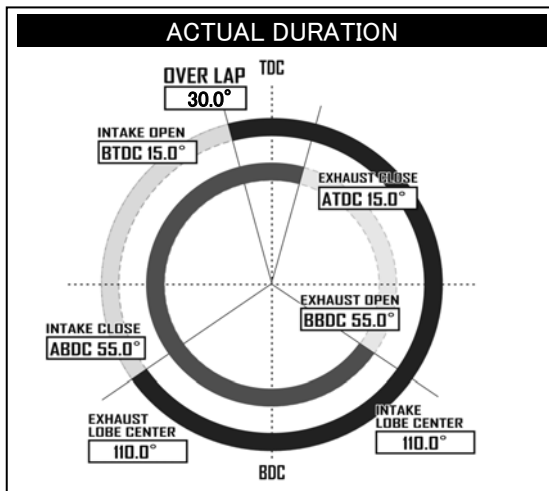 ACTUAL DURATION
TDC
OVER LAP
30.0°
INTAKE OPEN
BTDC 15.0°
EXHAUST CLOSE
ATDC 15.0°
EXHAUST OPEN
BBDC 55.0°
INTAKE CLOSE
ABDC 55.0°
EXHAUST
LOBE CENTER
110.0°
INTAKE
LOBE CENTER
110.0°
BDC